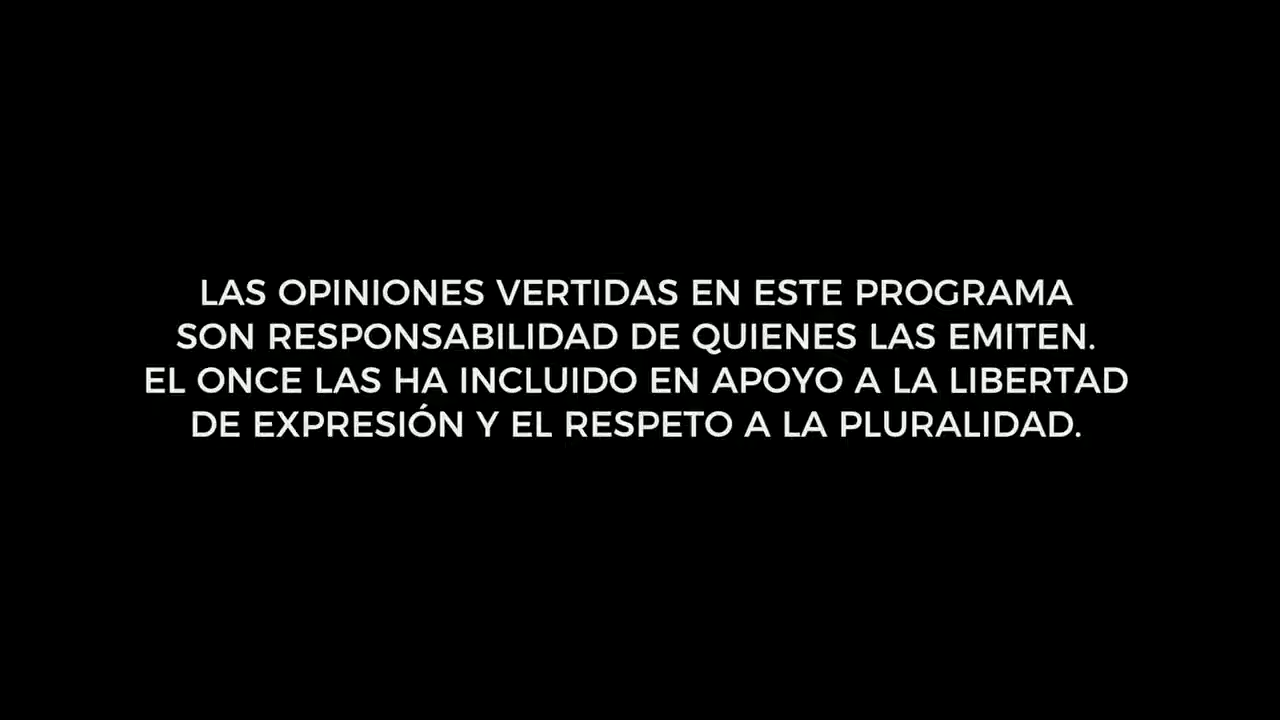 LAS OPINIONES VERTIDAS EN ESTE PROGRAMA
SON RESPONSABILIDAD DE QUIENES LAS EMITEN.
EL ONCE LAS HA INCLUIDO EN APOYO A LA LIBERTAD
DE EXPRESIÓN Y EL RESPETO A LA PLURALIDAD.